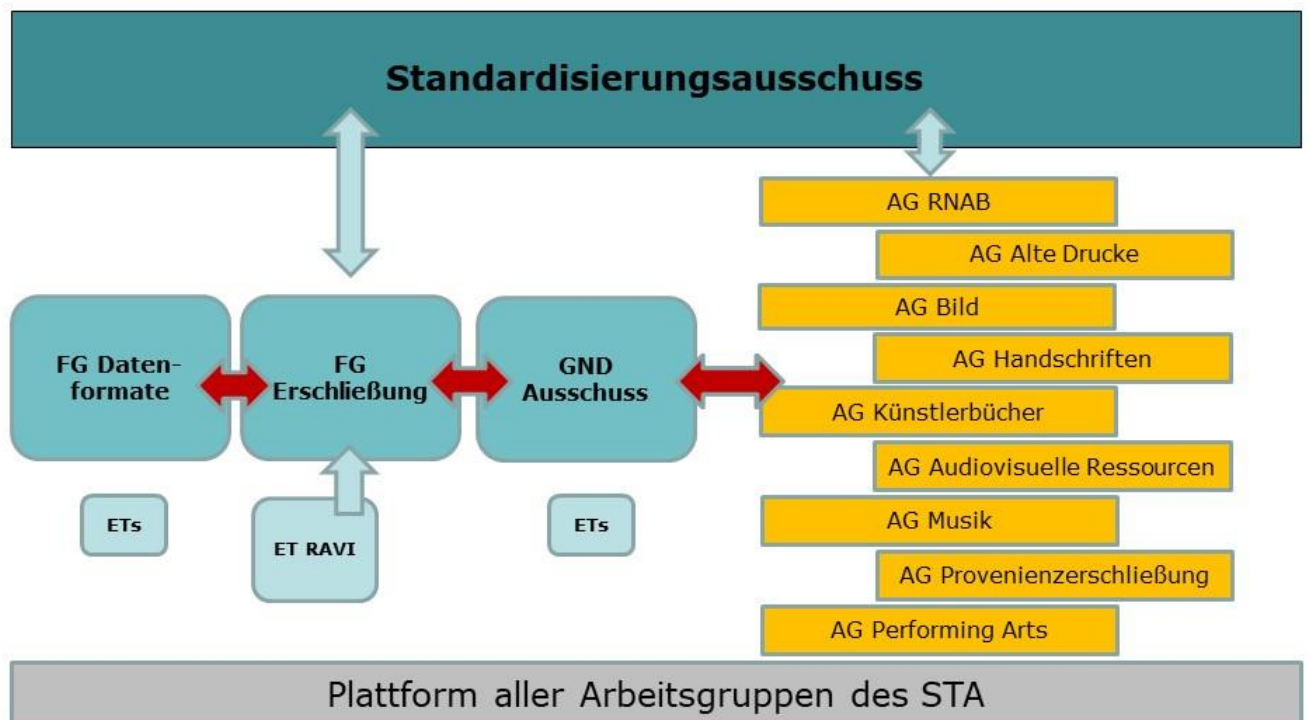 Standardisierungsausschuss
AG RNAB
AG Alte Drucke
AG Bild
AG Handschriften
AG Künstlerbücher
AG Audiovisuelle Ressourcen
AG Musik
AG Provenienzerschließung
AG Performing Arts
FG Daten-
formate
FG
Erschließung
GND
Ausschuss
ETs
ET RAVI
ETs
Plattform aller Arbeitsgruppen des STA